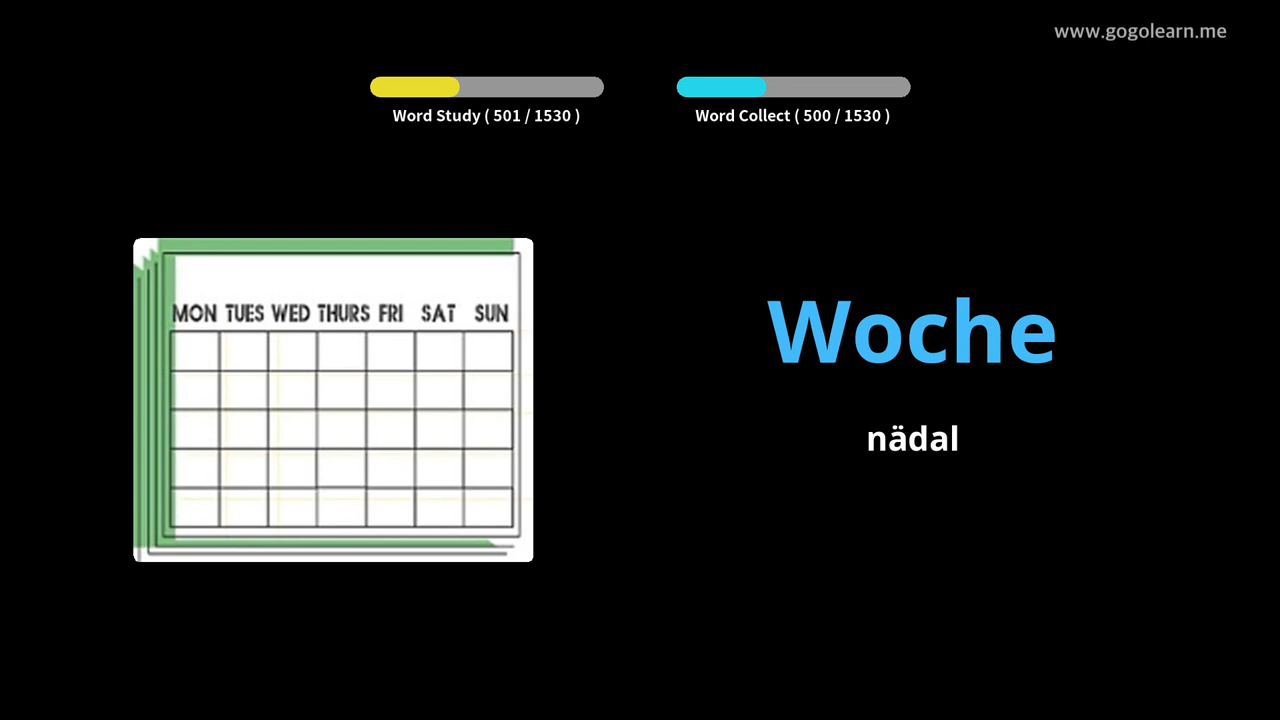 www.gogolearn.me
Word Study ( 501 / 1530 )
Word Collect ( 500 / 1530 )
MON TUES WED THURS FRI SAT SUN
Woche
nädal